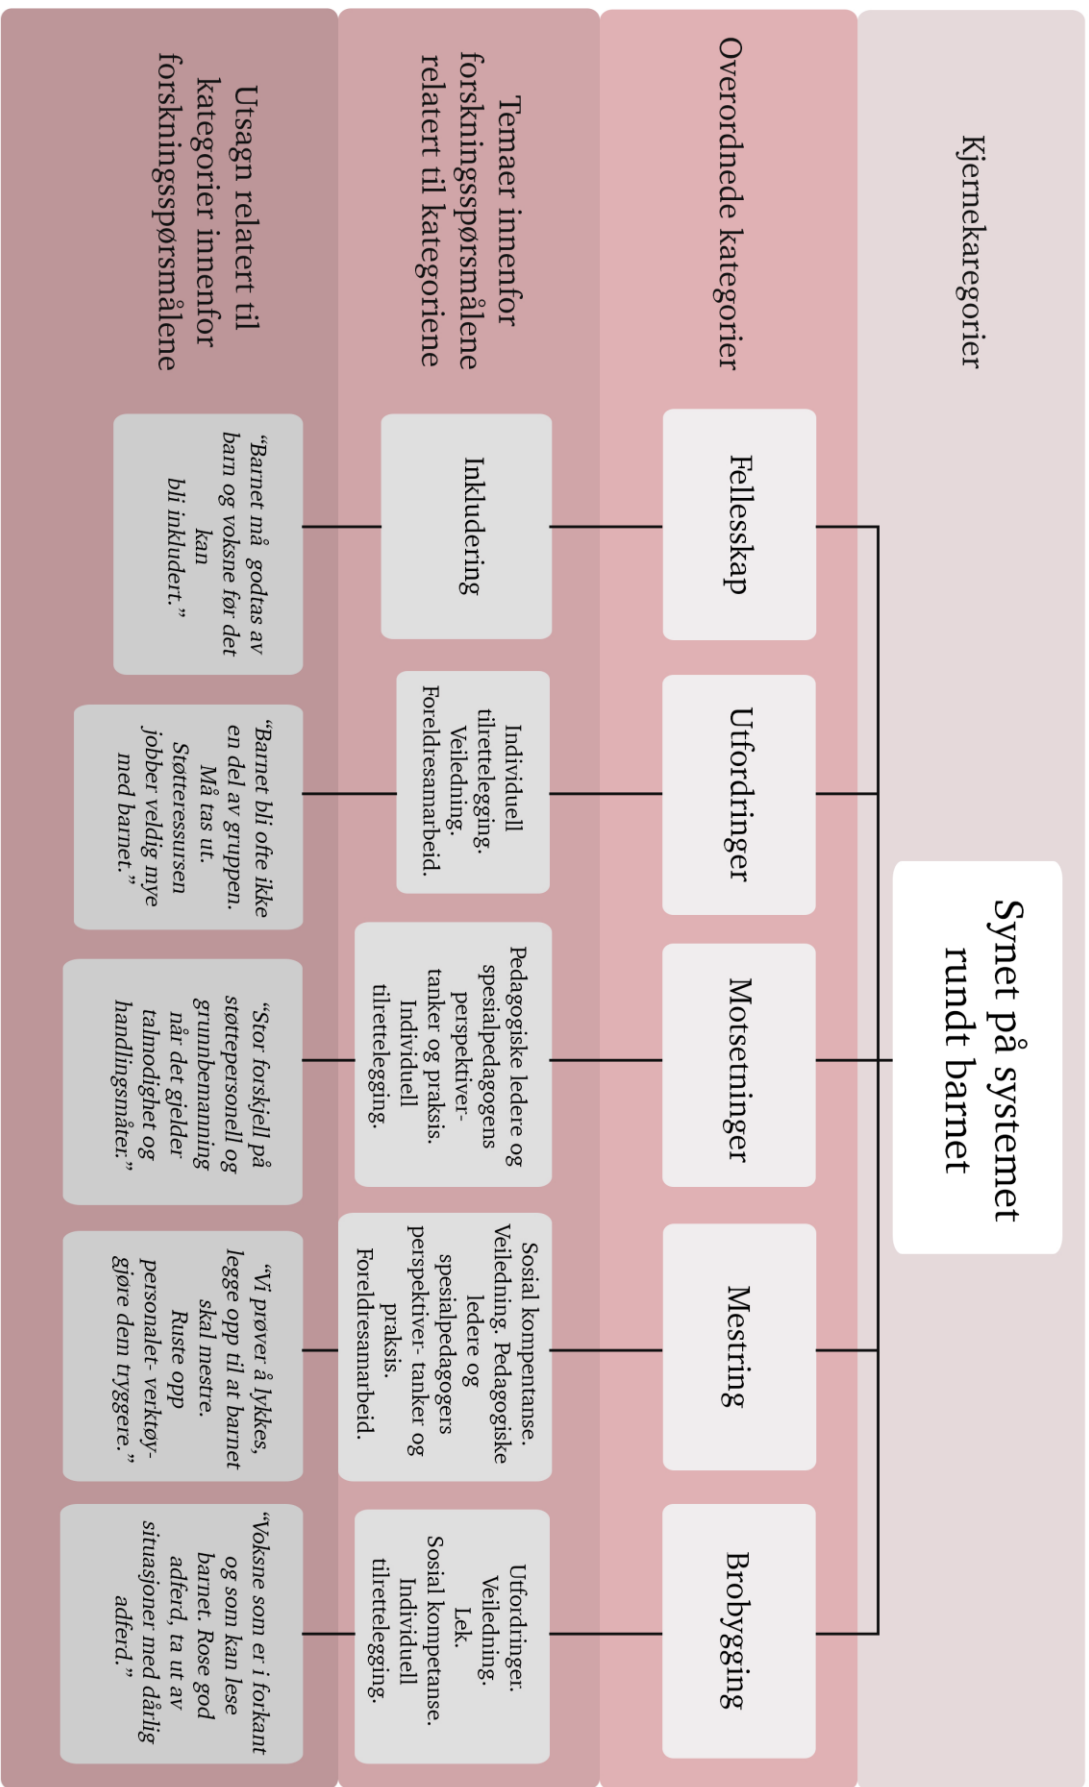 Kjernekaregorier
Synet på systemet
rundt barnet
Overordnede kategorier
Fellesskap
Utfordringer
Motsetninger
Mestring
Brobygging
Temaer innenfor
forskningsspørsmålene
relatert til kategoriene
Inkludering
Individuell
tilrettelegging.
Veiledning.
Foreldresamarbeid.
Pedagogiske ledere og
spesialpedagogens
perspektiver-
tanker og praksis.
Individuell
tilrettelegging.
Sosial kompentanse.
Veiledning. Pedagogiske
ledere og
spesialpedagogers
perspektiver- tanker og
praksis.
Foreldresamarbeid.
Utfordringer.
Veiledning.
Lek.
Sosial kompetanse.
Individuell
tilrettelegging.
Utsagn relatert til
kategorier innenfor
forskningsspørsmålene
“Barnet må godtas av
barn og voksne før det
kan
bli inkludert.”
“Barnet bli ofte ikke
en del av gruppen.
Må tas ut.
Støtteressursen
jobber veldig mye
med barnet.”
“Stor forskjell på
støttepersonell og
grunnbemanning
når det gjelder
talmodighet og
handlingsmåter.”
“Vi prøver å lykkes,
legge opp til at barnet
skal mestre.
Ruste opp
personalet- verktøy-
gjøre dem tryggere.”
“Voksne som er i forkant
og som kan lese
barnet. Rose god
adferd, ta ut av
situasjoner med dårlig
adferd.”